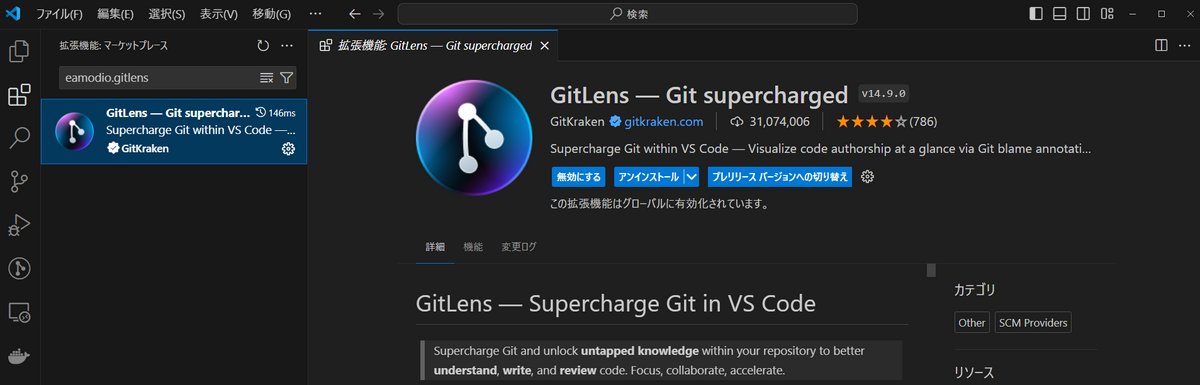 ファイル(F) 編集(E) 選択(S) 表示(V) 移動(G) ··· 検索
拡張機能: マーケットプレース ···
eamodio.gitlens
GitLens — Git superchar... 146ms
Supercharge Git within VS Code —...
GitKraken
拡張機能: GitLens — Git supercharged ···
GitLens — Git supercharged v14.9.0
GitKraken gitkraken.com 31,074,006 (786)
Supercharge Git within VS Code — Visualize code authorship at a glance via Git blame annotati...
無効にする アンインストール プレリリース バージョンへの切り替え
この拡張機能はグローバルに有効化されています。
詳細 機能 変更ログ
GitLens — Supercharge Git in VS Code
Supercharge Git and unlock untapped knowledge within your repository to better
understand, write, and review code. Focus, collaborate, accelerate.
カテゴリ
Other SCM Providers
リソース